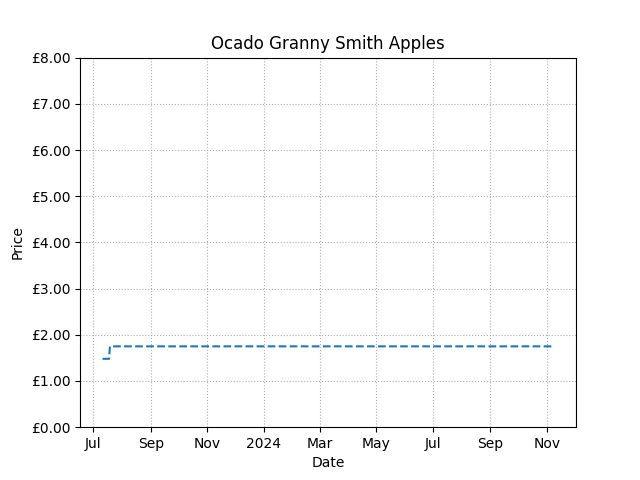 Ocado Granny Smith Apples
£8.00
£7.00
£6.00
£5.00
£4.00
£3.00
£2.00
£1.00
£0.00
Price
Jul Sep Nov 2024 Mar May Jul Sep Nov
Date